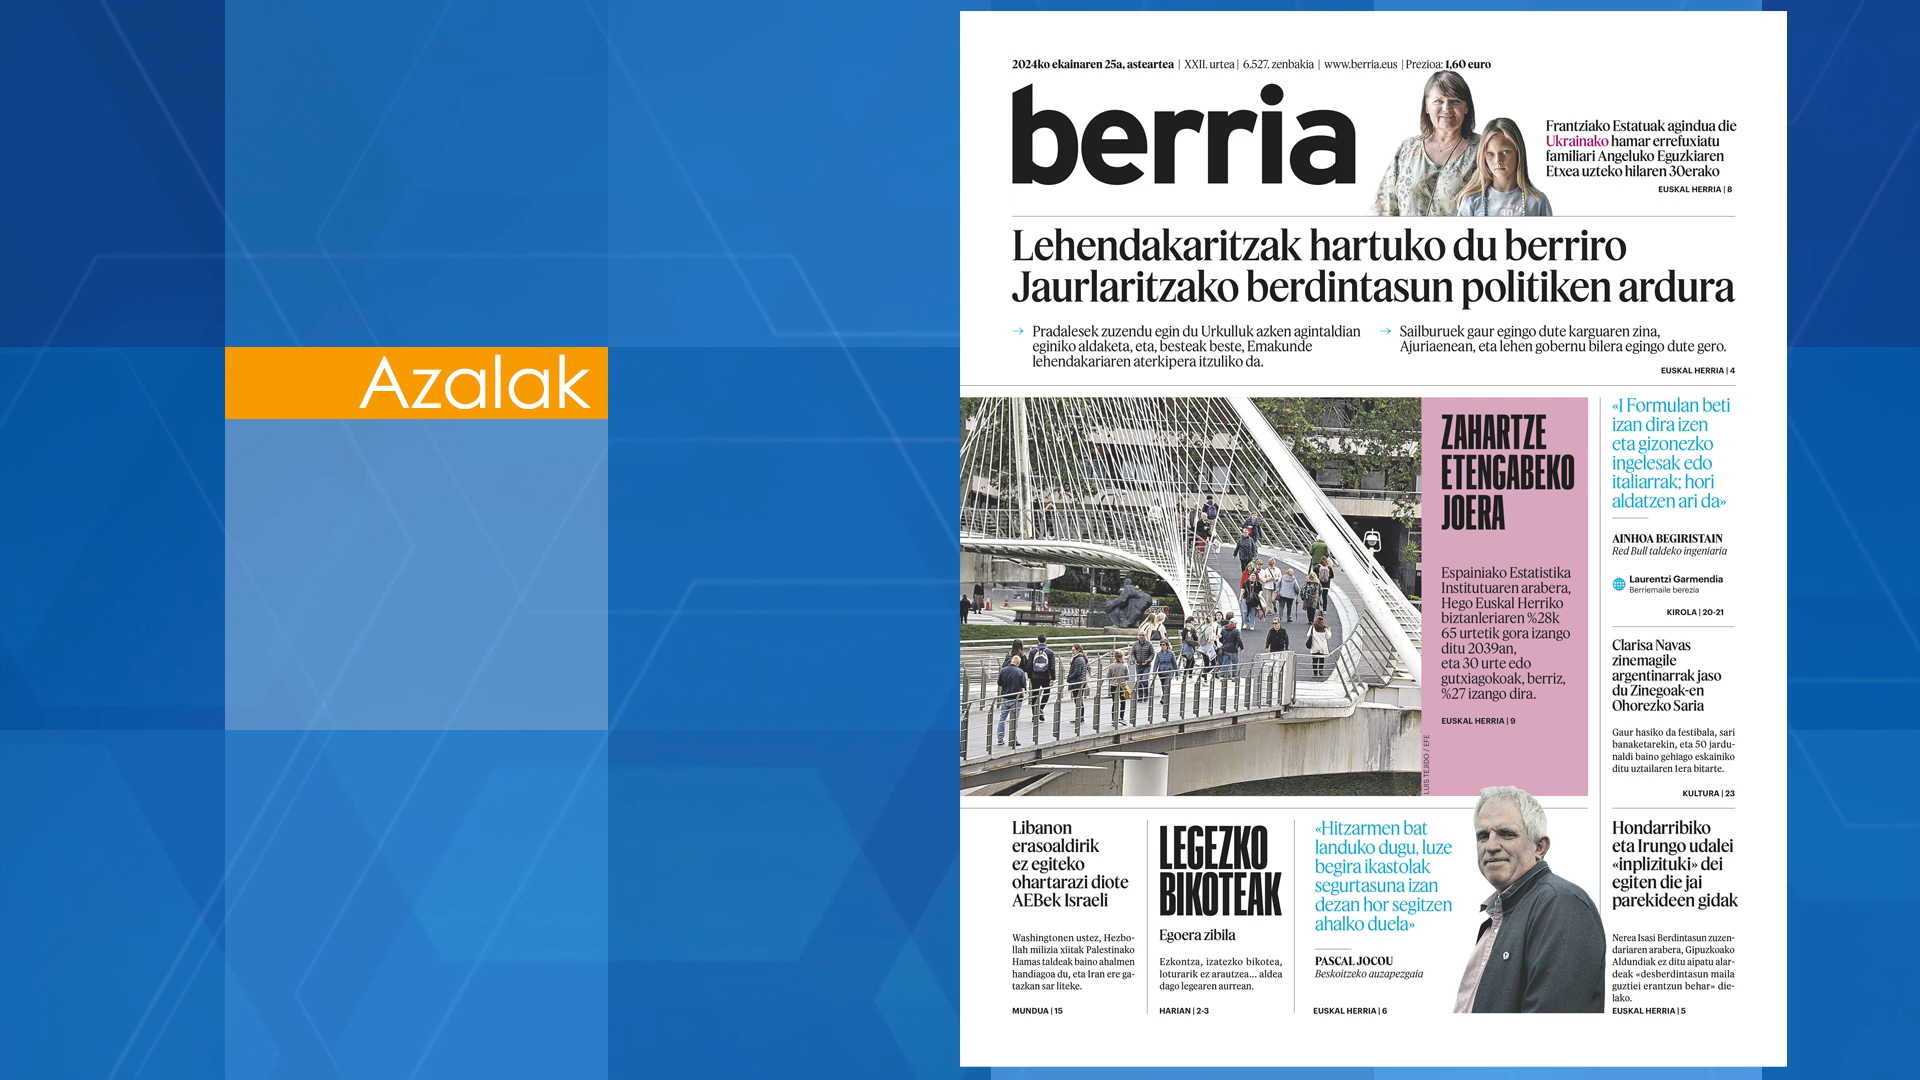 Azalak
2024ko ekainaren 25a, asteartea | XXII. urtea | 6.527. zenbakia | www.berria.eus | Prezioa: 1,60 euro
berria
Frantziako Estatuak agindua die
Ukrainako hamar errefuxiatu
familiari Angeluko Eguzkiaren
Etxea uzteko hilaren 30erako
EUSKAL HERRIA | 8
Lehendakaritzak hartuko du berriro
Jaurlaritzako berdintasun politiken ardura
→ Pradalesek zuzendu egin du Urkulluk azken agintaldian
eginiko aldaketa, eta, besteak beste, Emakunde
lehendakariaren aterkipera itzuliko da.
→ Sailburuek gaur egingo dute karguaren zina,
Ajuriaenean, eta lehen gobernu bilera egingo dute gero.
EUSKAL HERRIA | 4
ZAHARTZE
ETENGABEKO
JOERA
Espainiako Estatistika
Institutuaren arabera,
Hego Euskal Herriko
biztanleriaren %28k
65 urtetik gora izango
ditu 2039an,
eta 30 urte edo
gutxiagokoak, berriz,
%27 izango dira.
EUSKAL HERRIA | 9
LUIS TEJIDO / EFE
«1 Formulan beti
izan dira izen
eta gizonezko
ingelesak edo
italiarrak; hori
aldatzen ari da»
AINHOA BEGIRISTAIN
Red Bull taldeko ingeniaria
Laurentzi Garmendia
Berriemaile berezia
KIROLA | 20-21
Clarisa Navas
zinemagile
argentinarrak jaso
du Zinegoak-en
Ohorezko Saria
Gaur hasiko da festibala, sari
banaketarekin, eta 50 jardu-
naldi baino gehiago eskainiko
ditu uztailaren 1era bitarte.
KULTURA | 23
Libanon
erasoaldirik
ez egiteko
ohartarazi diote
AEBek Israeli
Washingtonen ustez, Hezbo-
llah milizia xiitak Palestinako
Hamas taldeak baino ahalmen
handiagoa du, eta Iran ere ga-
tazkan sar liteke.
MUNDUA | 15
LEGEZKO
BIKOTEAK
Egoera zibila
Ezkontza, izatezko bikotea,
loturarik ez arautzea... aldea
dago legearen aurrean.
HARIAN | 2-3
«Hitzarmen bat
landuko dugu, luze
begira ikastolak
segurtasuna izan
dezan hor segitzen
ahalko duela»
PASCAL JOCOU
Beskoitzeko auzapezgaia
EUSKAL HERRIA | 6
Hondarribiko
eta Irungo udalei
«inplizituki» dei
egiten die jai
parekideen gidak
Nerea Isasi Berdintasun zuzen-
dariaren arabera, Gipuzkoako
Aldundiak ez ditu aipatu alar-
deak «desberdintasun maila
guztiei erantzun behar» die-
lako.
EUSKAL HERRIA | 5